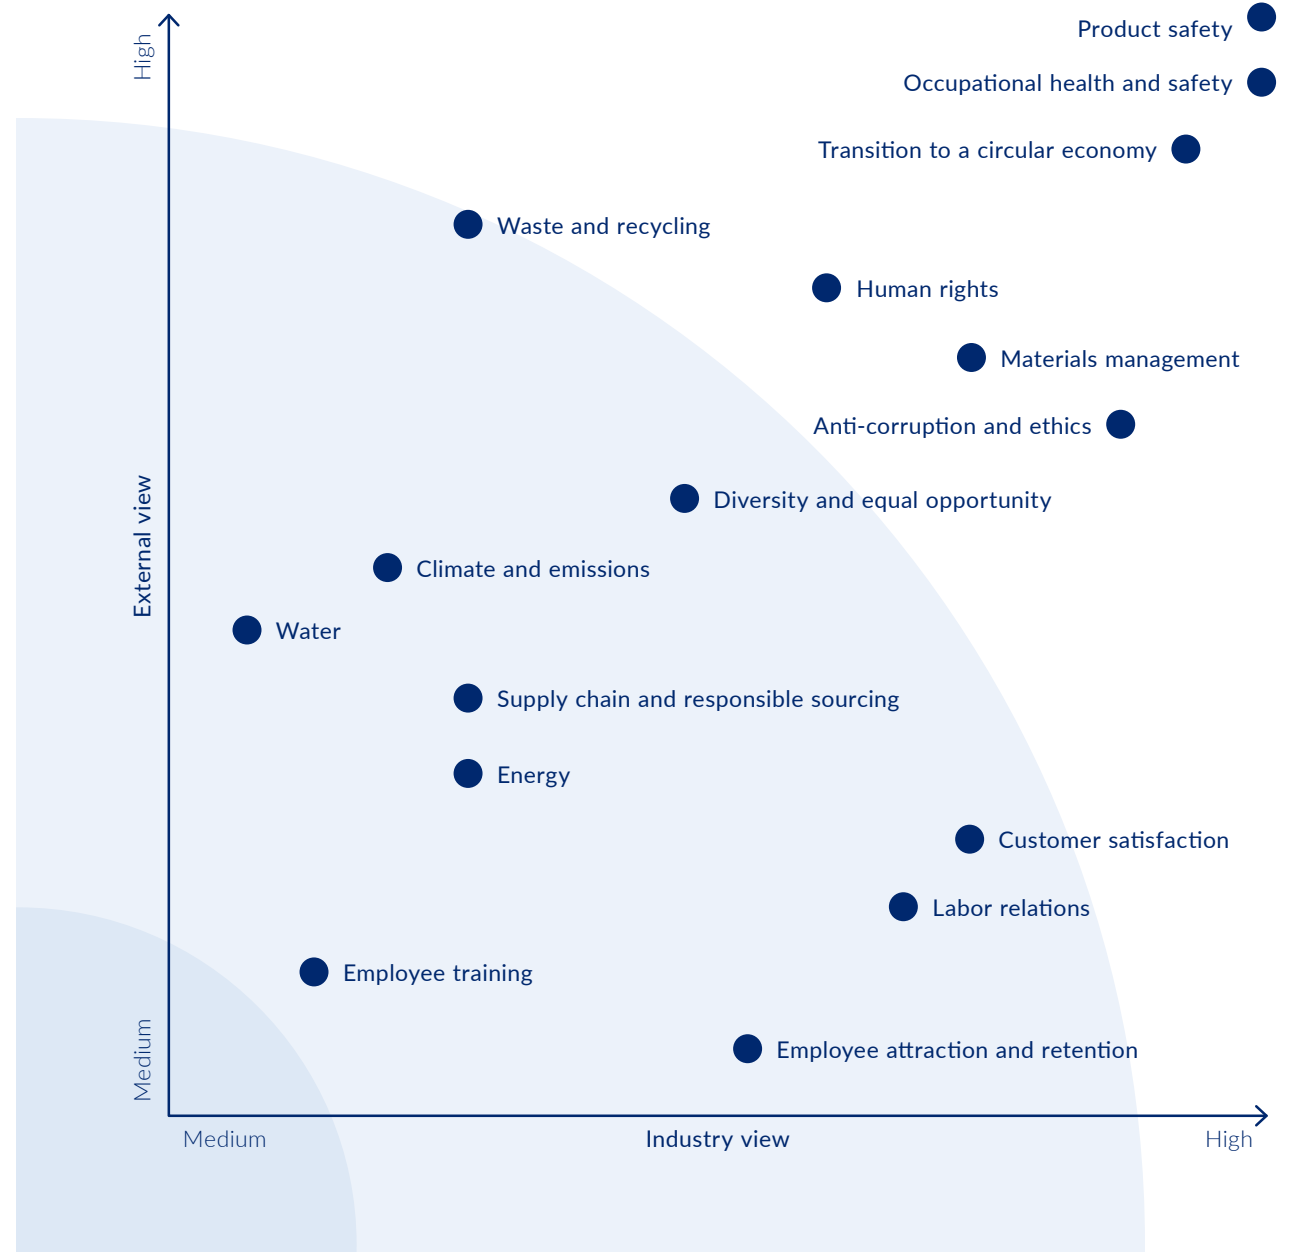 High
Product safety
Occupational health and safety
Transition to a circular economy
Waste and recycling
Human rights
Materials management
Anti-corruption and ethics
Diversity and equal opportunity
External view
Climate and emissions
Water
Supply chain and responsible sourcing
Energy
Customer satisfaction
Labor relations
Employee training
Medium
Employee attraction and retention
Medium
Industry view
High